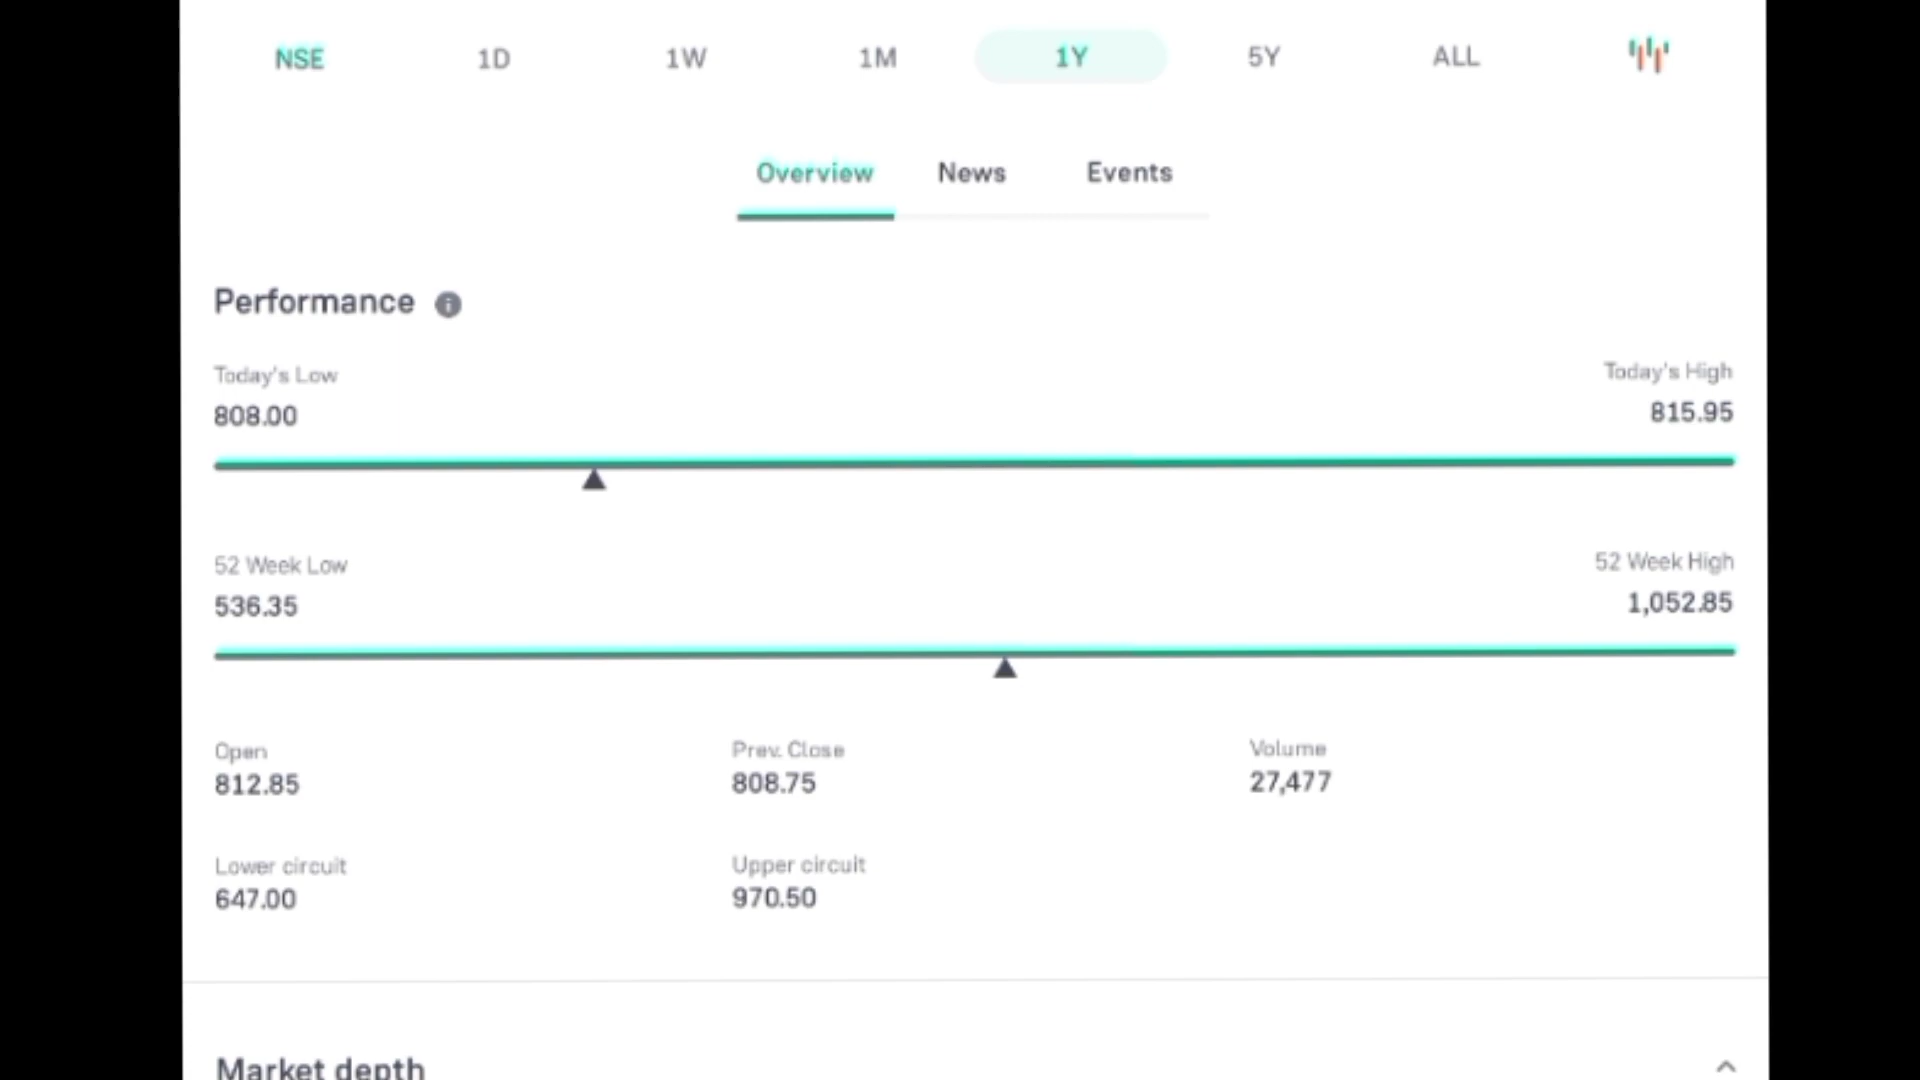 NSE 1D 1W 1M 1Y 5Y ALL
Overview News Events
Performance
Today's Low Today's High
808.00 815.95
52 Week Low 52 Week High
536.35 1,052.85
Open Prev. Close Volume
812.85 808.75 27,477
Lower circuit Upper circuit
647.00 970.50
Market depth